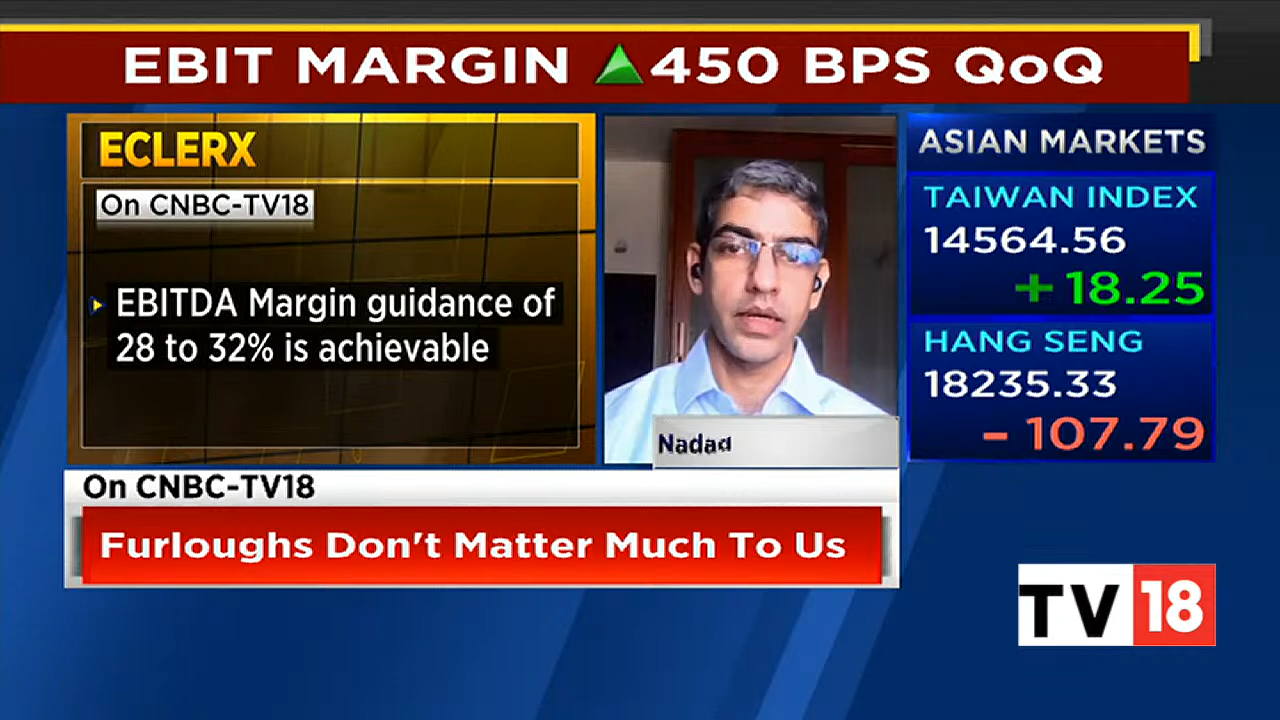 EBIT MARGIN ▲450 BPS QoQ
ECLERX
On CNBC-TV18
EBITDA Margin guidance of
28 to 32% is achievable
Nadad
On CNBC-TV18
Furloughs Don't Matter Much To Us
ASIAN MARKETS
TAIWAN INDEX
14564.56
+18.25
HANG SENG
18235.33
- 107.79
TV18